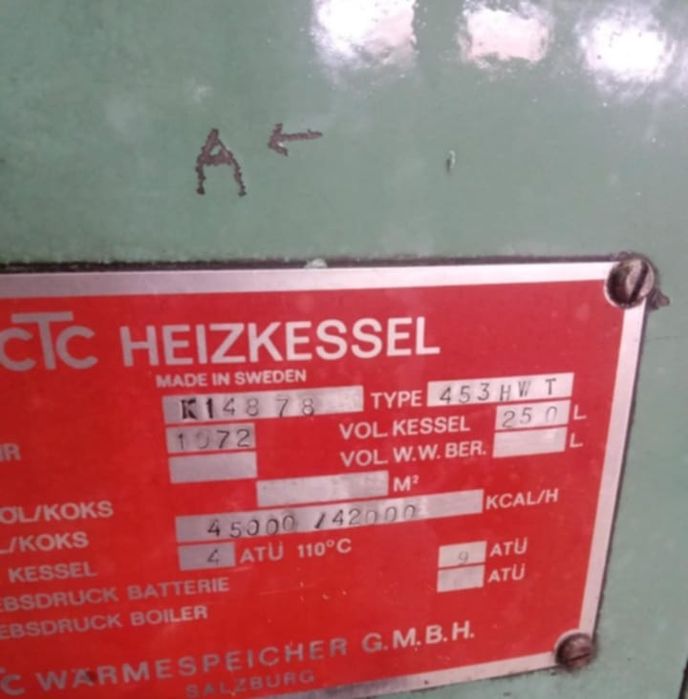 A ←
CTC HEIZKESSEL
MADE IN SWEDEN
K14878 TYPE 453HWT
1972 VOL. KESSEL 250 L.
VOL. W.W. BER. L.
M²
ÖL/KOKS 45000/42000 KCAL/H
L/KOKS 4 ATÜ 110°C 9 ATÜ
KESSEL ATÜ
EBSDRUCK BATTERIE
EBSDRUCK BOILER
C WÄRMESPEICHER G.M.B.H.
SALZBURG